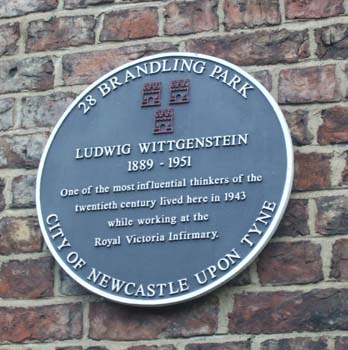 28 BRANDLING PARK
LUDWIG WITTGENSTEIN
1889 - 1951
One of the most influential thinkers of the
twentieth century lived here in 1943
while working at the
Royal Victoria Infirmary.
CITY OF NEWCASTLE UPON TYNE